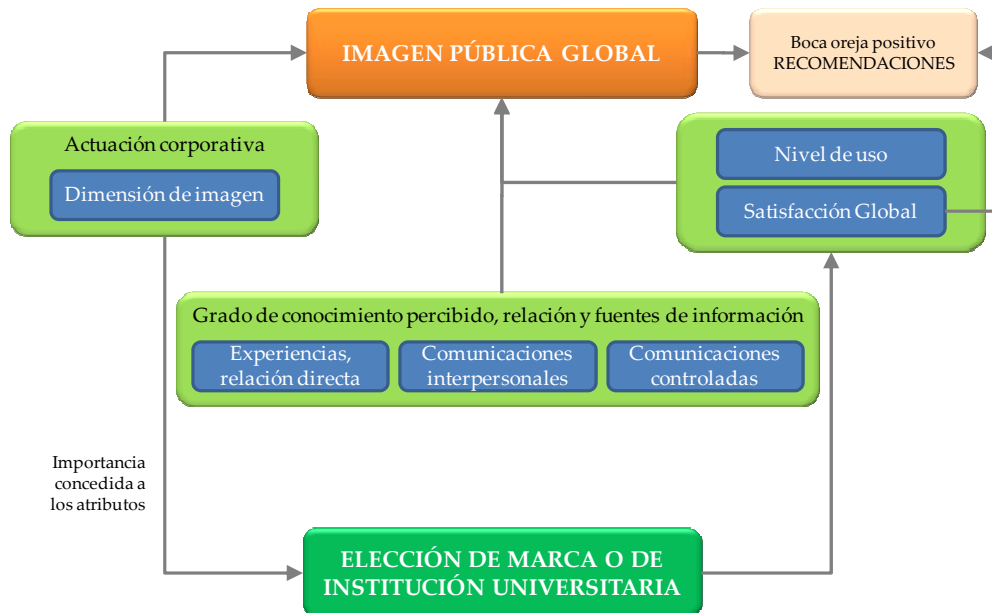 IMAGEN PÚBLICA GLOBAL
Boca oreja positivo
RECOMENDACIONES
Actuación corporativa
Dimensión de imagen
Nivel de uso
Satisfacción Global
Grado de conocimiento percibido, relación y fuentes de información
Experiencias,
relación directa
Comunicaciones
interpersonales
Comunicaciones
controladas
Importancia
concedida a
los atributos
ELECCIÓN DE MARCA O DE
INSTITUCIÓN UNIVERSITARIA